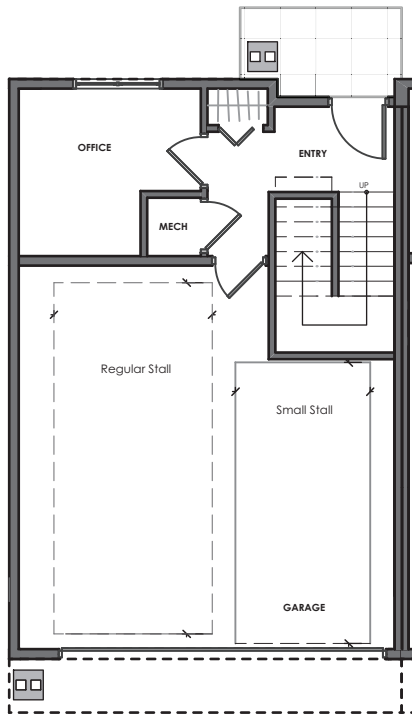 OFFICE
ENTRY
UP
MECH
Regular Stall
Small Stall
GARAGE